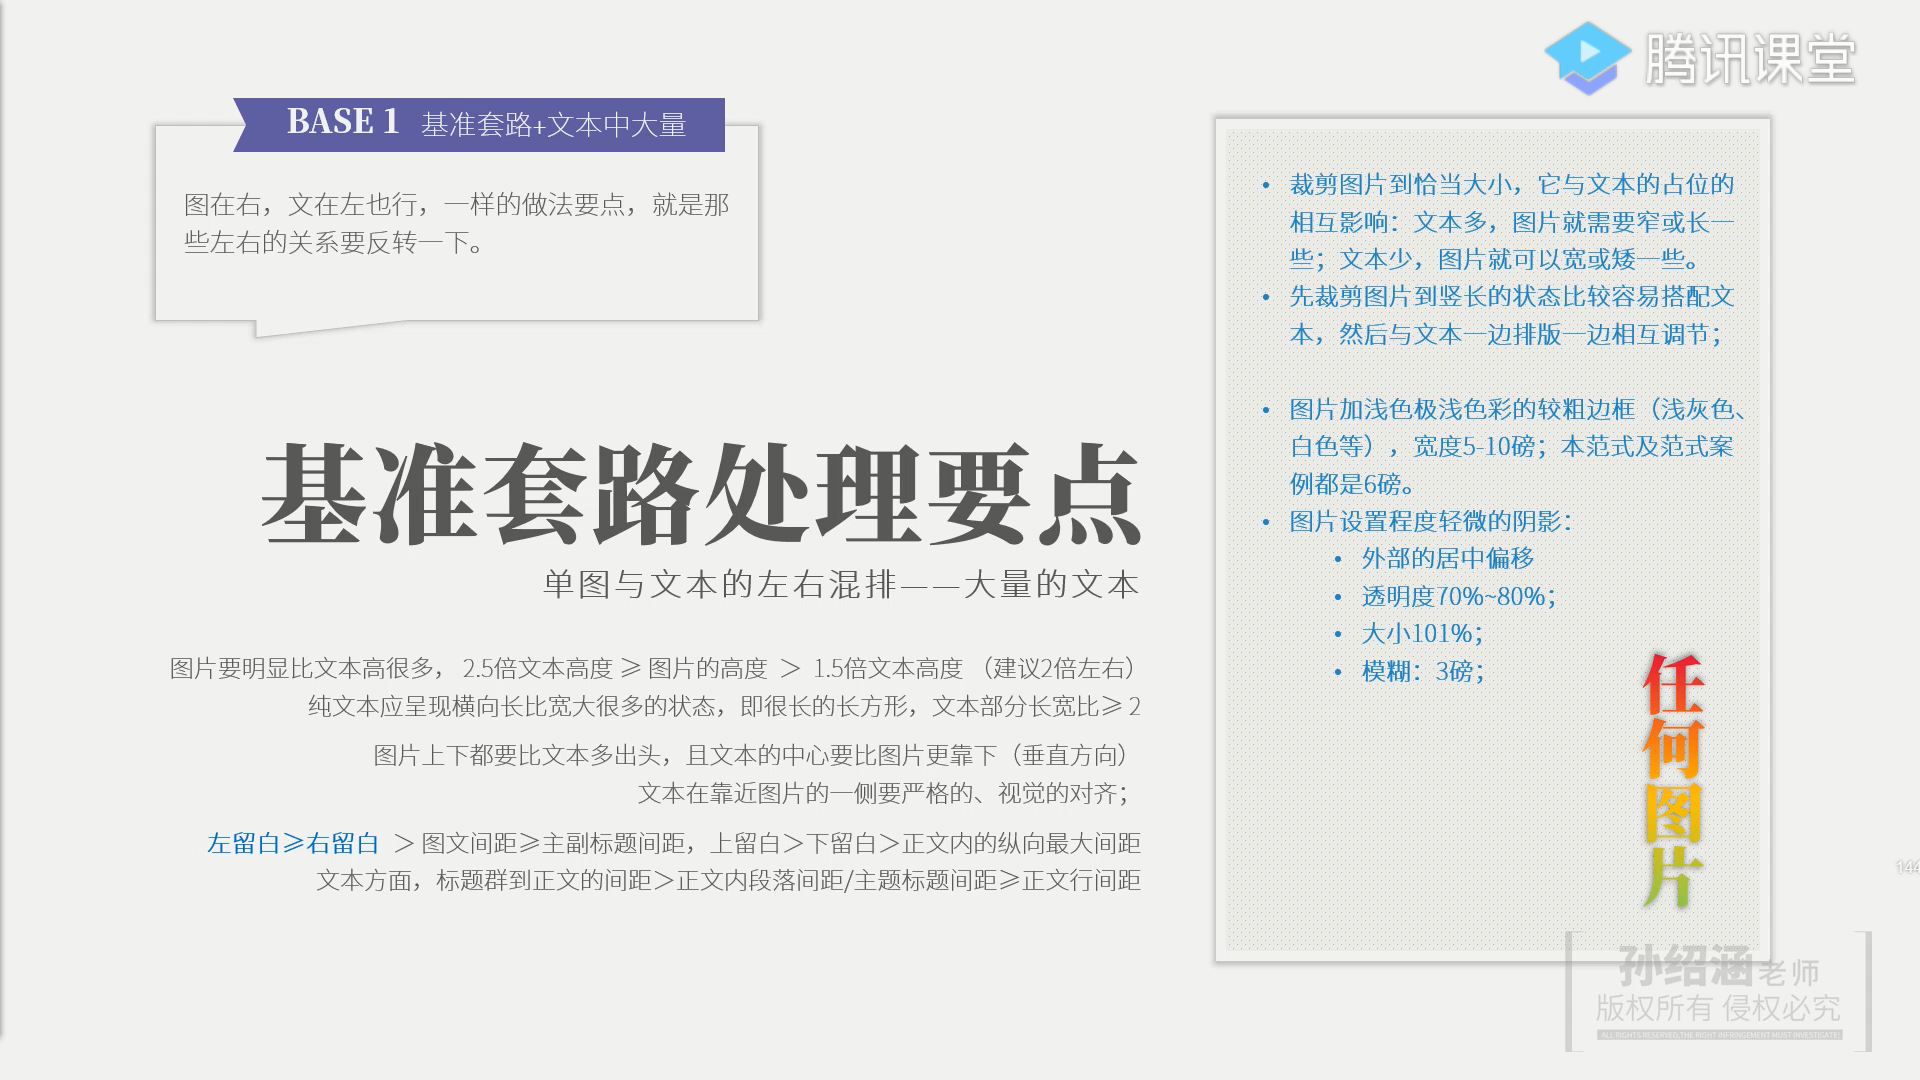 腾讯课堂
BASE 1 基准套路+文本中大量
图在右，文在左也行，一样的做法要点，就是那
些左右的关系要反转一下。
基准套路处理要点
单图与文本的左右混排——大量的文本
图片要明显比文本高很多， 2.5倍文本高度 ≥ 图片的高度 ＞ 1.5倍文本高度 （建议2倍左右）
纯文本应呈现横向长比宽大很多的状态，即很长的长方形，文本部分长宽比≥ 2
图片上下都要比文本多出头，且文本的中心要比图片更靠下（垂直方向）
文本在靠近图片的一侧要严格的、视觉的对齐；
左留白≥右留白 ＞ 图文间距≥主副标题间距，上留白＞下留白＞正文内的纵向最大间距
文本方面，标题群到正文的间距＞正文内段落间距/主题标题间距≥正文行间距
• 裁剪图片到恰当大小，它与文本的占位的
相互影响：文本多，图片就需要窄或长一
些；文本少，图片就可以宽或矮一些。
• 先裁剪图片到竖长的状态比较容易搭配文
本，然后与文本一边排版一边相互调节；
• 图片加浅色极浅色彩的较粗边框（浅灰色、
白色等），宽度5-10磅；本范式及范式案
例都是6磅。
• 图片设置程度轻微的阴影：
• 外部的居中偏移
• 透明度70%~80%；
• 大小101%；
• 模糊：3磅；
任何图片
144
孙绍涵老师
版权所有 侵权必究
ALL RIGHTS RESERVED, THE RIGHT INFRINGEMENT MUST INVESTIGATE!